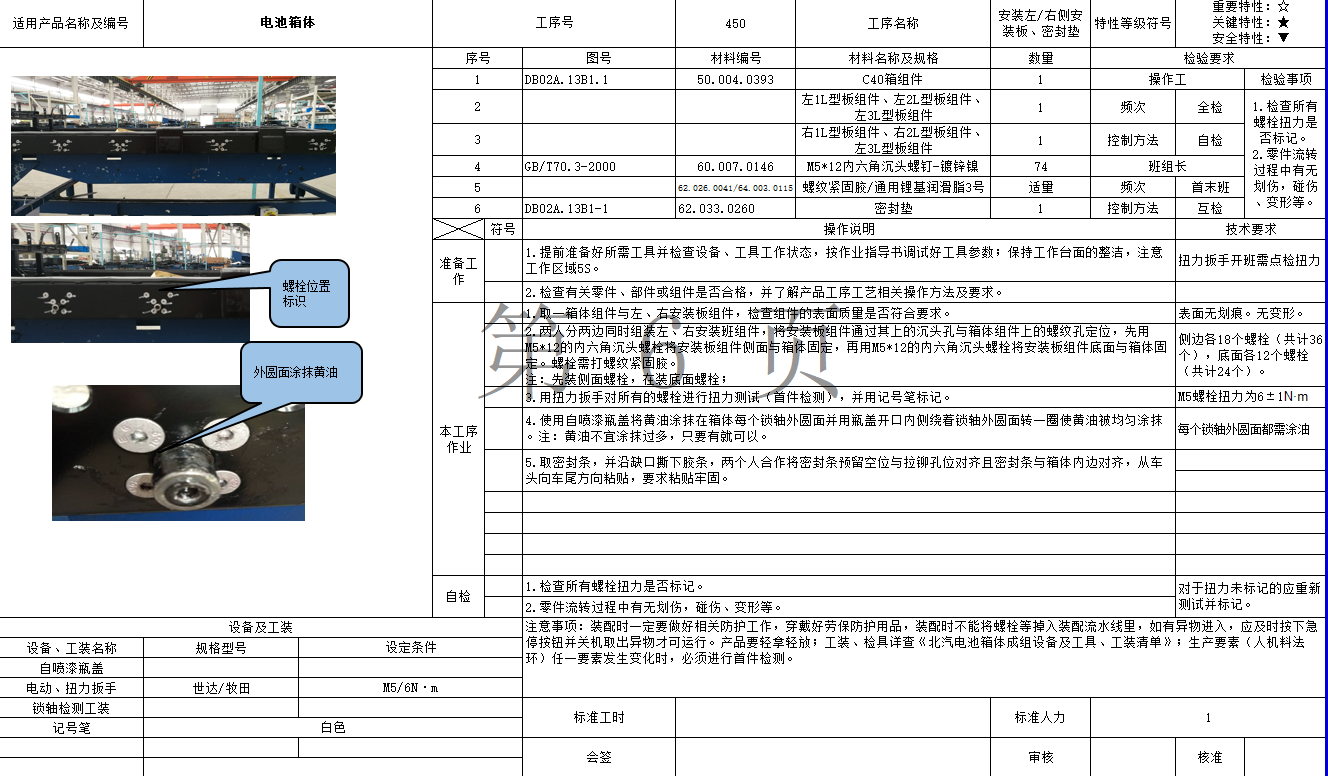 适用产品名称及编号
电池箱体
工序号
450
工序名称
安装左/右侧安
装板、密封垫
特性等级符号
重要特性：☆
关键特性：★
安全特性：▼
序号
图号
材料编号
材料名称及规格
数量
检验要求
1
DB02A.13B1.1
50.004.0393
C40箱组件
1
操作工
检验事项
2
左1L型板组件、左2L型板组件、
左3L型板组件
1
频次
全检
1.检查所有
螺栓扭力是
否标记。
2.零件流转
过程中有无
划伤，碰伤
、变形等。
3
右1L型板组件、右2L型板组件、
左3L型板组件
1
控制方法
自检
4
GB/T70.3-2000
60.007.0146
M5*12内六角沉头螺钉-镀锌镍
74
班组长
5
62.026.0041/64.003.0115
螺纹紧固胶/通用锂基润滑脂3号
适量
频次
首末班
6
DB02A.13B1-1
62.033.0260
密封垫
1
控制方法
互检
符号
操作说明
技术要求
准备工
作
1.提前准备好所需工具并检查设备、工具工作状态，按作业指导书调试好工具参数；保持工作台面的整洁，注意
工作区域5S。
扭力扳手开班需点检扭力
2.检查有关零件、部件或组件是否合格，并了解产品工序工艺相关操作方法及要求。
本工序
作业
1.取一箱体组件与左、右安装板组件，检查组件的表面质量是否符合要求。
表面无划痕。无变形。
2.两人分两边同时组装左、右安装班组件，将安装板组件通过其上的沉头孔与箱体组件上的螺纹孔定位，先用
M5*12的内六角沉头螺栓将安装板组件侧面与箱体固定，再用M5*12的内六角沉头螺栓将安装板组件底面与箱体固
定。螺栓需打螺纹紧固胶。
注：先装侧面螺栓，在装底面螺栓；
侧边各18个螺栓（共计36
个），底面各12个螺栓
（共计24个）。
3.用扭力扳手对所有的螺栓进行扭力测试（首件检测），并用记号笔标记。
M5螺栓扭力为6±1N·m
4.使用自喷漆瓶盖将黄油涂抹在箱体每个锁轴外圆面并用瓶盖开口内侧绕着锁轴外圆面转一圈使黄油被均匀涂抹
。注：黄油不宜涂抹过多，只要有就可以。
每个锁轴外圆面都需涂油
5.取密封条，并沿缺口撕下胶条，两个人合作将密封条预留空位与拉铆孔位对齐且密封条与箱体内边对齐，从车
头向车尾方向粘贴，要求粘贴牢固。
自检
1.检查所有螺栓扭力是否标记。
2.零件流转过程中有无划伤，碰伤、变形等。
对于扭力未标记的应重新
测试并标记。
第 6 页
螺栓位置
标识
外圆面涂抹黄油
设备及工装
设备、工装名称
规格型号
设定条件
自喷漆瓶盖
电动、扭力扳手
世达/牧田
M5/6N·m
锁轴检测工装
记号笔
白色
注意事项：装配时一定要做好相关防护工作，穿戴好劳保防护用品，装配时不能将螺栓等掉入装配流水线里，如有异物进入，应及时按下急
停按钮并关机取出异物才可运行。产品要轻拿轻放；工装、检具详查《北汽电池箱体成组设备及工具、工装清单》；生产要素（人机料法
环）任一要素发生变化时，必须进行首件检测。
标准工时
标准人力
1
会签
审核
核准